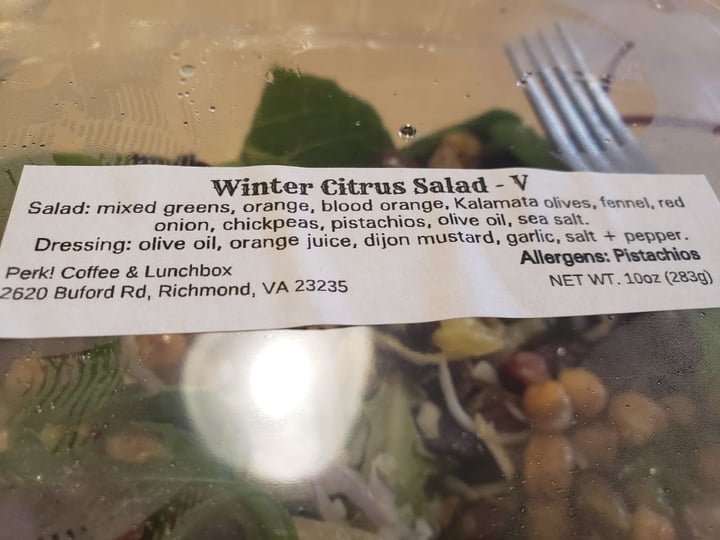 Winter Citrus Salad - V
Salad: mixed greens, orange, blood orange, Kalamata olives, fennel, red
onion, chickpeas, pistachios, olive oil, sea salt.
Dressing: olive oil, orange juice, dijon mustard, garlic, salt + pepper.
Allergens: Pistachios
Perk! Coffee & Lunchbox
NET WT. 10oz (283g)
2620 Buford Rd, Richmond, VA 23235